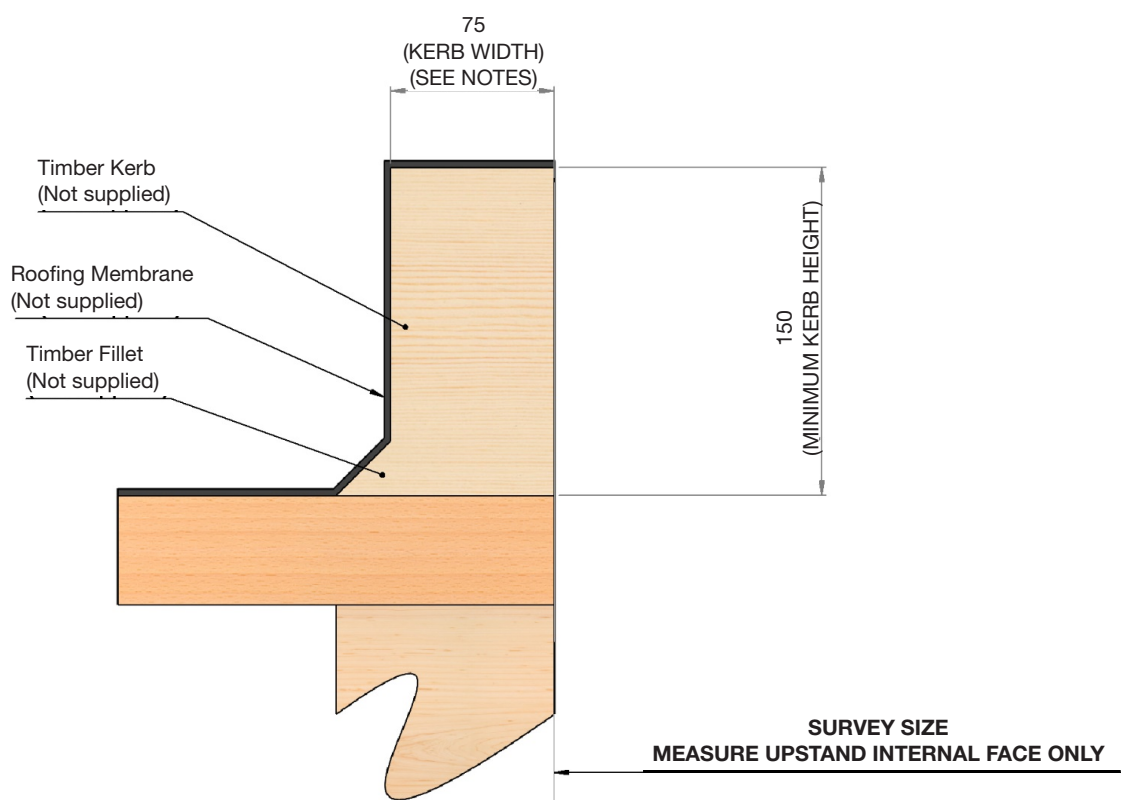 75
(KERB WIDTH)
(SEE NOTES)
Timber Kerb
(Not supplied)
Roofing Membrane
(Not supplied)
Timber Fillet
(Not supplied)
150
(MINIMUM KERB HEIGHT)
SURVEY SIZE
MEASURE UPSTAND INTERNAL FACE ONLY